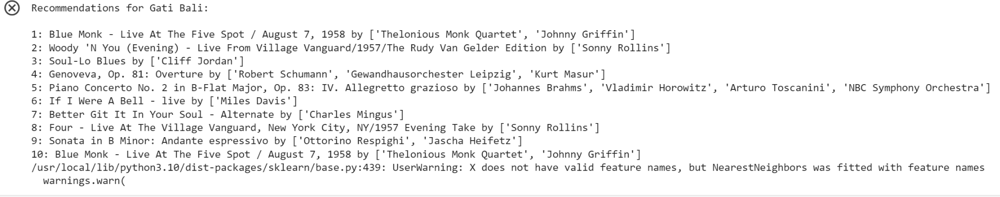 Recommendations for Gati Bali:
1: Blue Monk - Live At The Five Spot / August 7, 1958 by ['Thelonious Monk Quartet', 'Johnny Griffin']
2: Woody 'N You (Evening) - Live From Village Vanguard/1957/The Rudy Van Gelder Edition by ['Sonny Rollins']
3: Soul-Lo Blues by ['Cliff Jordan']
4: Genoveva, Op. 81: Overture by ['Robert Schumann', 'Gewandhausorchester Leipzig', 'Kurt Masur']
5: Piano Concerto No. 2 in B-Flat Major, Op. 83: IV. Allegretto grazioso by ['Johannes Brahms', 'Vladimir Horowitz', 'Arturo Toscanini', 'NBC Symphony Orchestra']
6: If I Were A Bell - live by ['Miles Davis']
7: Better Git It In Your Soul - Alternate by ['Charles Mingus']
8: Four - Live At The Village Vanguard, New York City, NY/1957 Evening Take by ['Sonny Rollins']
9: Sonata in B Minor: Andante espressivo by ['Ottorino Respighi', 'Jascha Heifetz']
10: Blue Monk - Live At The Five Spot / August 7, 1958 by ['Thelonious Monk Quartet', 'Johnny Griffin']
/usr/local/lib/python3.10/dist-packages/sklearn/base.py:439: UserWarning: X does not have valid feature names, but NearestNeighbors was fitted with feature names
  warnings.warn(